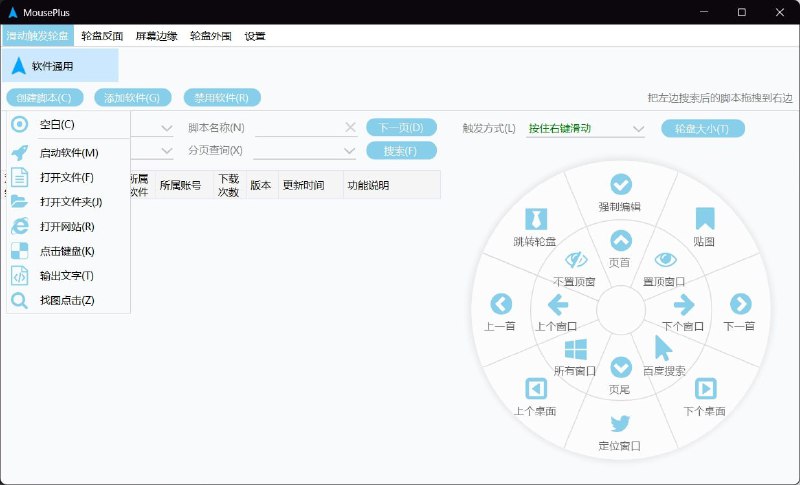 MousePlus
滑动触发轮盘 轮盘反面 屏幕边缘 轮盘外围 设置
软件通用
创建脚本(C) 添加软件(G) 禁用软件(R) 把左边搜索后的脚本拖拽到右边
空白(C)
启动软件(M)
打开文件(F)
打开文件夹(J)
打开网站(R)
点击键盘(K)
输出文字(T)
找图点击(Z)
脚本名称(N) 下一页(D)
分页查询(X) 搜索(F)
所属软件 所属账号 下载次数 版本 更新时间 功能说明
触发方式(L) 按住右键滑动 轮盘大小(T)
强制编辑
跳转轮盘 贴图
页首
不置顶窗 置顶窗口
上一首 上个窗口 下个窗口 下一首
所有窗口 百度搜索
页尾
上个桌面 下个桌面
定位窗口